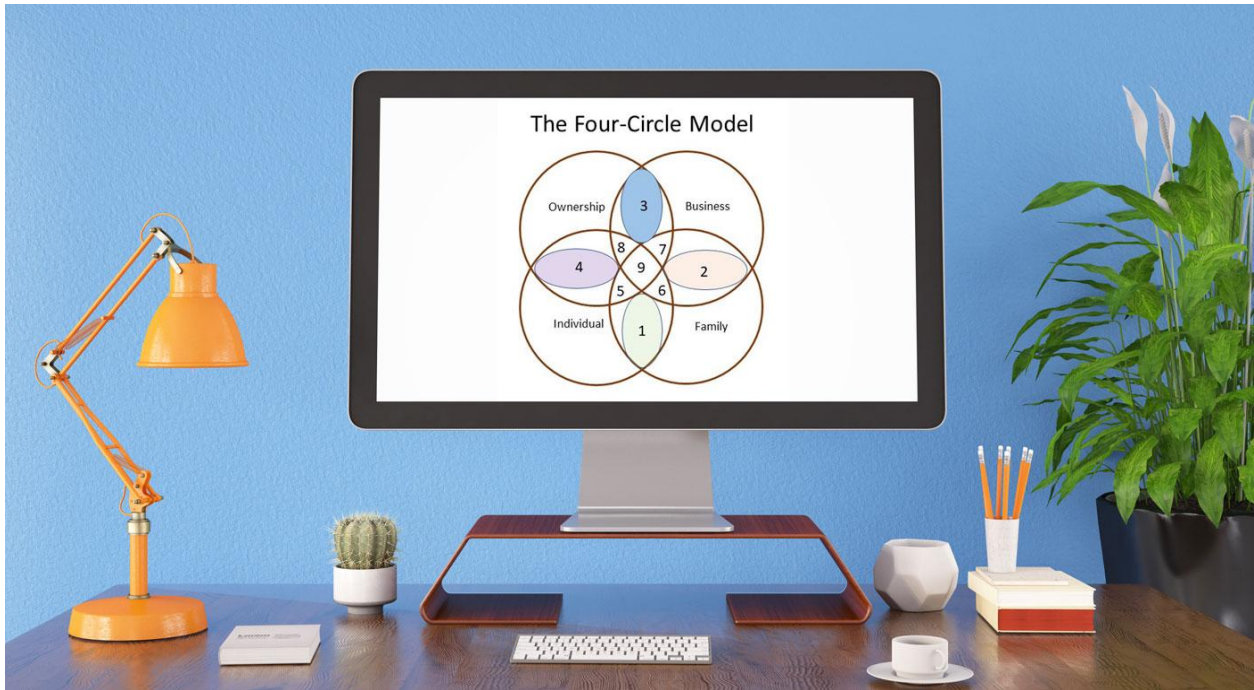 The Four-Circle Model
Ownership
3
Business
8
7
4
9
2
5
6
Individual
1
Family